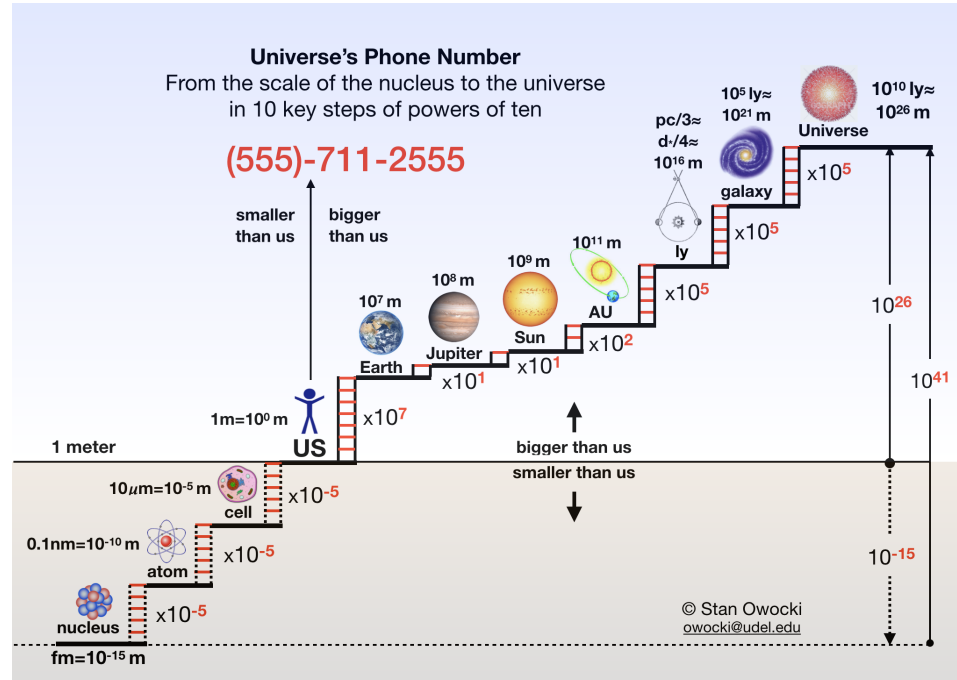 Universe's Phone Number
From the scale of the nucleus to the universe
in 10 key steps of powers of ten
(555)-711-2555
smaller
than us
bigger
than us
10⁵ ly≈
10²¹ m
10¹⁰ ly≈
10²⁶ m
pc/3≈
d*/4≈
10¹⁶ m
Universe
x10⁵
galaxy
x10⁵
ly
x10⁵
10¹¹ m
AU
x10²
10⁹ m
Sun
x10¹
10⁸ m
Jupiter
x10¹
10⁷ m
Earth
x10⁷
10²⁶
10⁴¹
1m=10⁰ m
US
1 meter
bigger than us
smaller than us
10µm=10⁻⁵ m
cell
x10⁻⁵
0.1nm=10⁻¹⁰ m
atom
x10⁻⁵
10⁻¹⁵
nucleus
x10⁻⁵
fm=10⁻¹⁵ m
© Stan Owocki
owocki@udel.edu